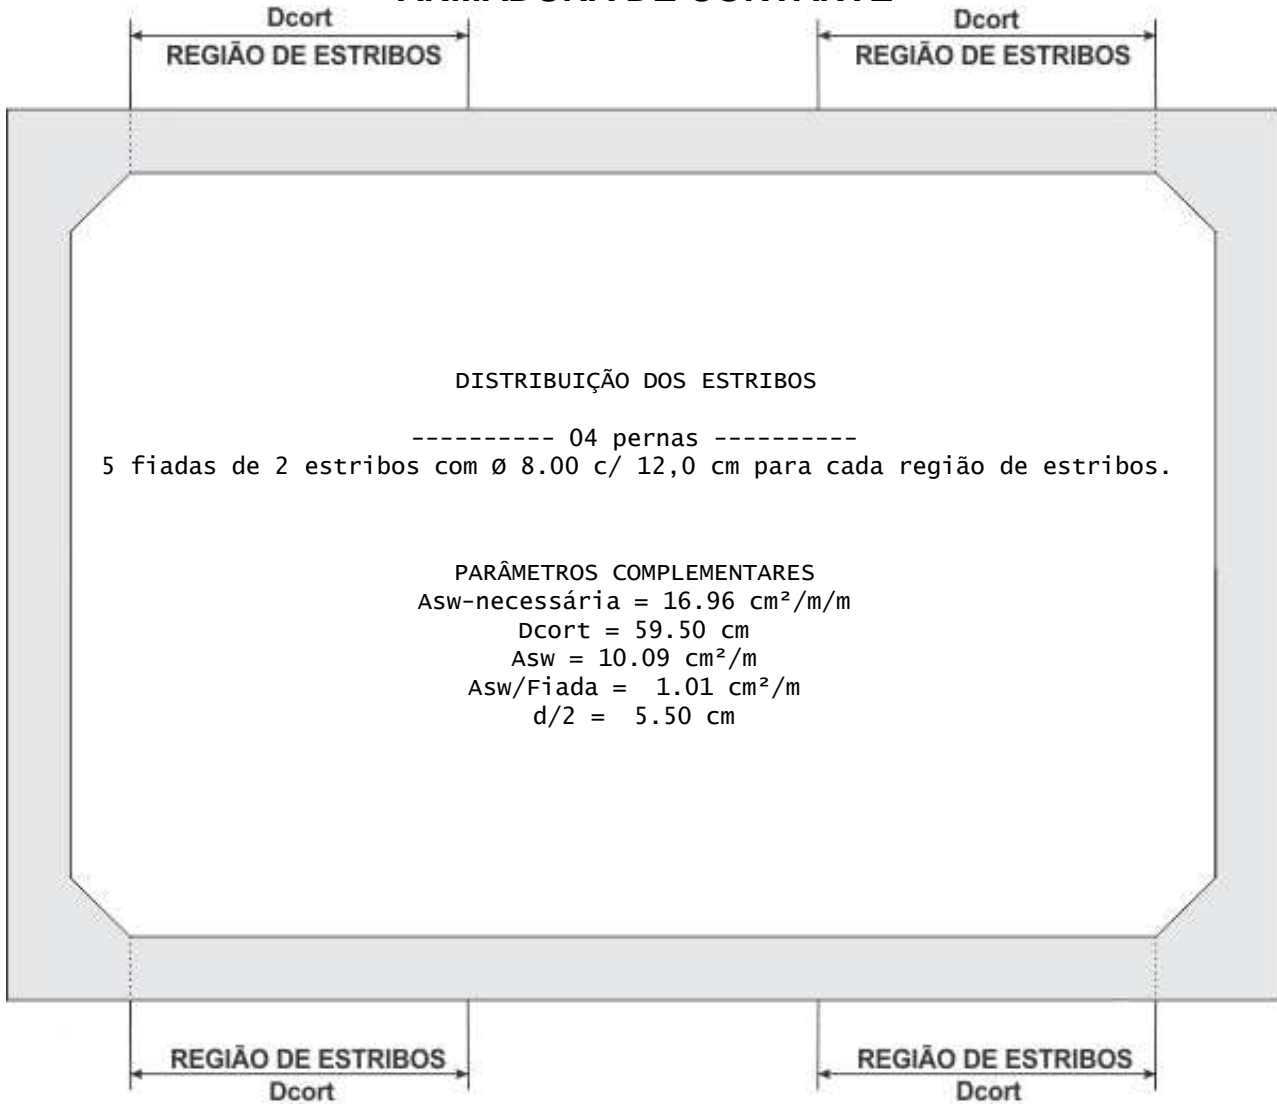 ARMADURA DE CORTANTE
Dcort
REGIÃO DE ESTRIBOS
Dcort
REGIÃO DE ESTRIBOS
DISTRIBUIÇÃO DOS ESTRIBOS
---------- 04 pernas ----------
5 fiadas de 2 estribos com Ø 8.00 c/ 12,0 cm para cada região de estribos.
PARÂMETROS COMPLEMENTARES
Asw-necessária = 16.96 cm²/m/m
Dcort = 59.50 cm
Asw = 10.09 cm²/m
Asw/Fiada =  1.01 cm²/m
d/2 =  5.50 cm
REGIÃO DE ESTRIBOS
Dcort
REGIÃO DE ESTRIBOS
Dcort